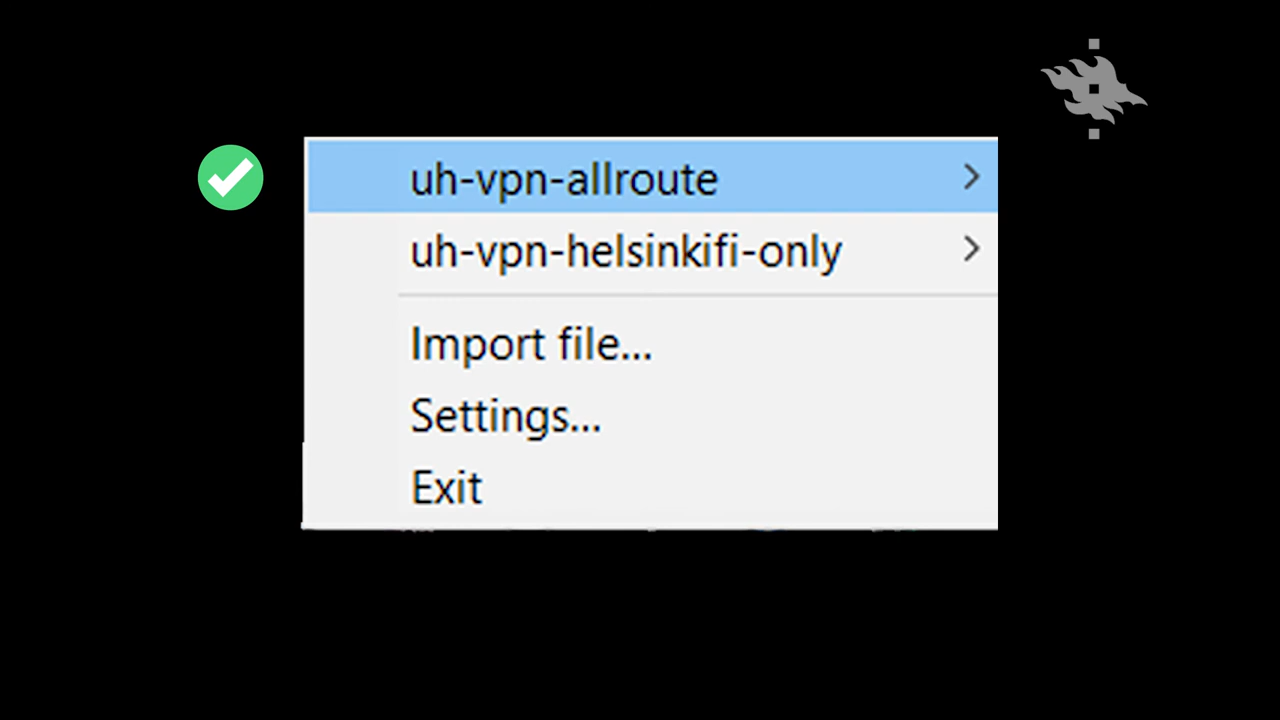 uh-vpn-allroute
uh-vpn-helsinkifi-only
Import file...
Settings...
Exit